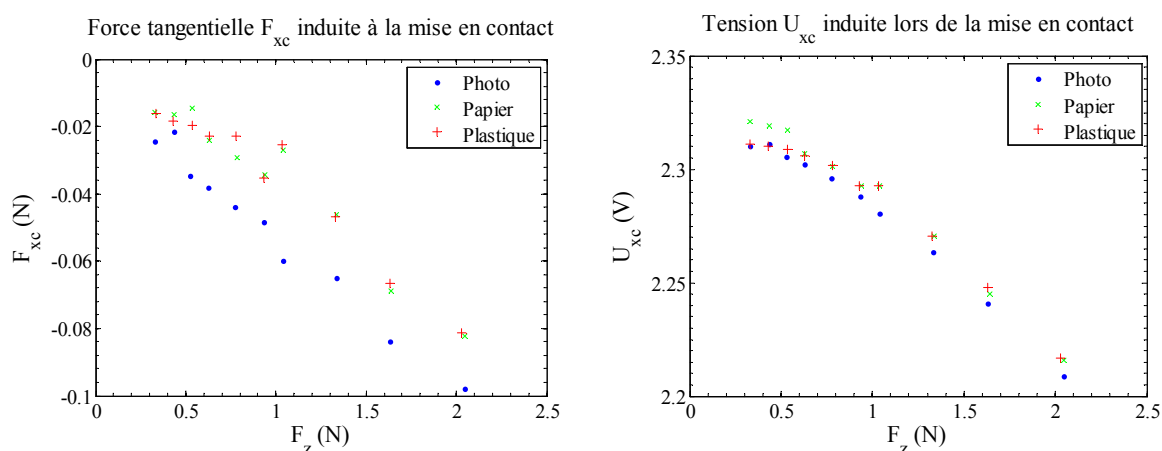 Force tangentielle F_xc induite à la mise en contact
0
-0.02
-0.04
-0.06
-0.08
-0.1
F_xc (N)
Photo
Papier
Plastique
0 0.5 1 1.5 2 2.5
F_z (N)
Tension U_xc induite lors de la mise en contact
2.35
2.3
2.25
2.2
U_xc (V)
Photo
Papier
Plastique
0 0.5 1 1.5 2 2.5
F_z (N)